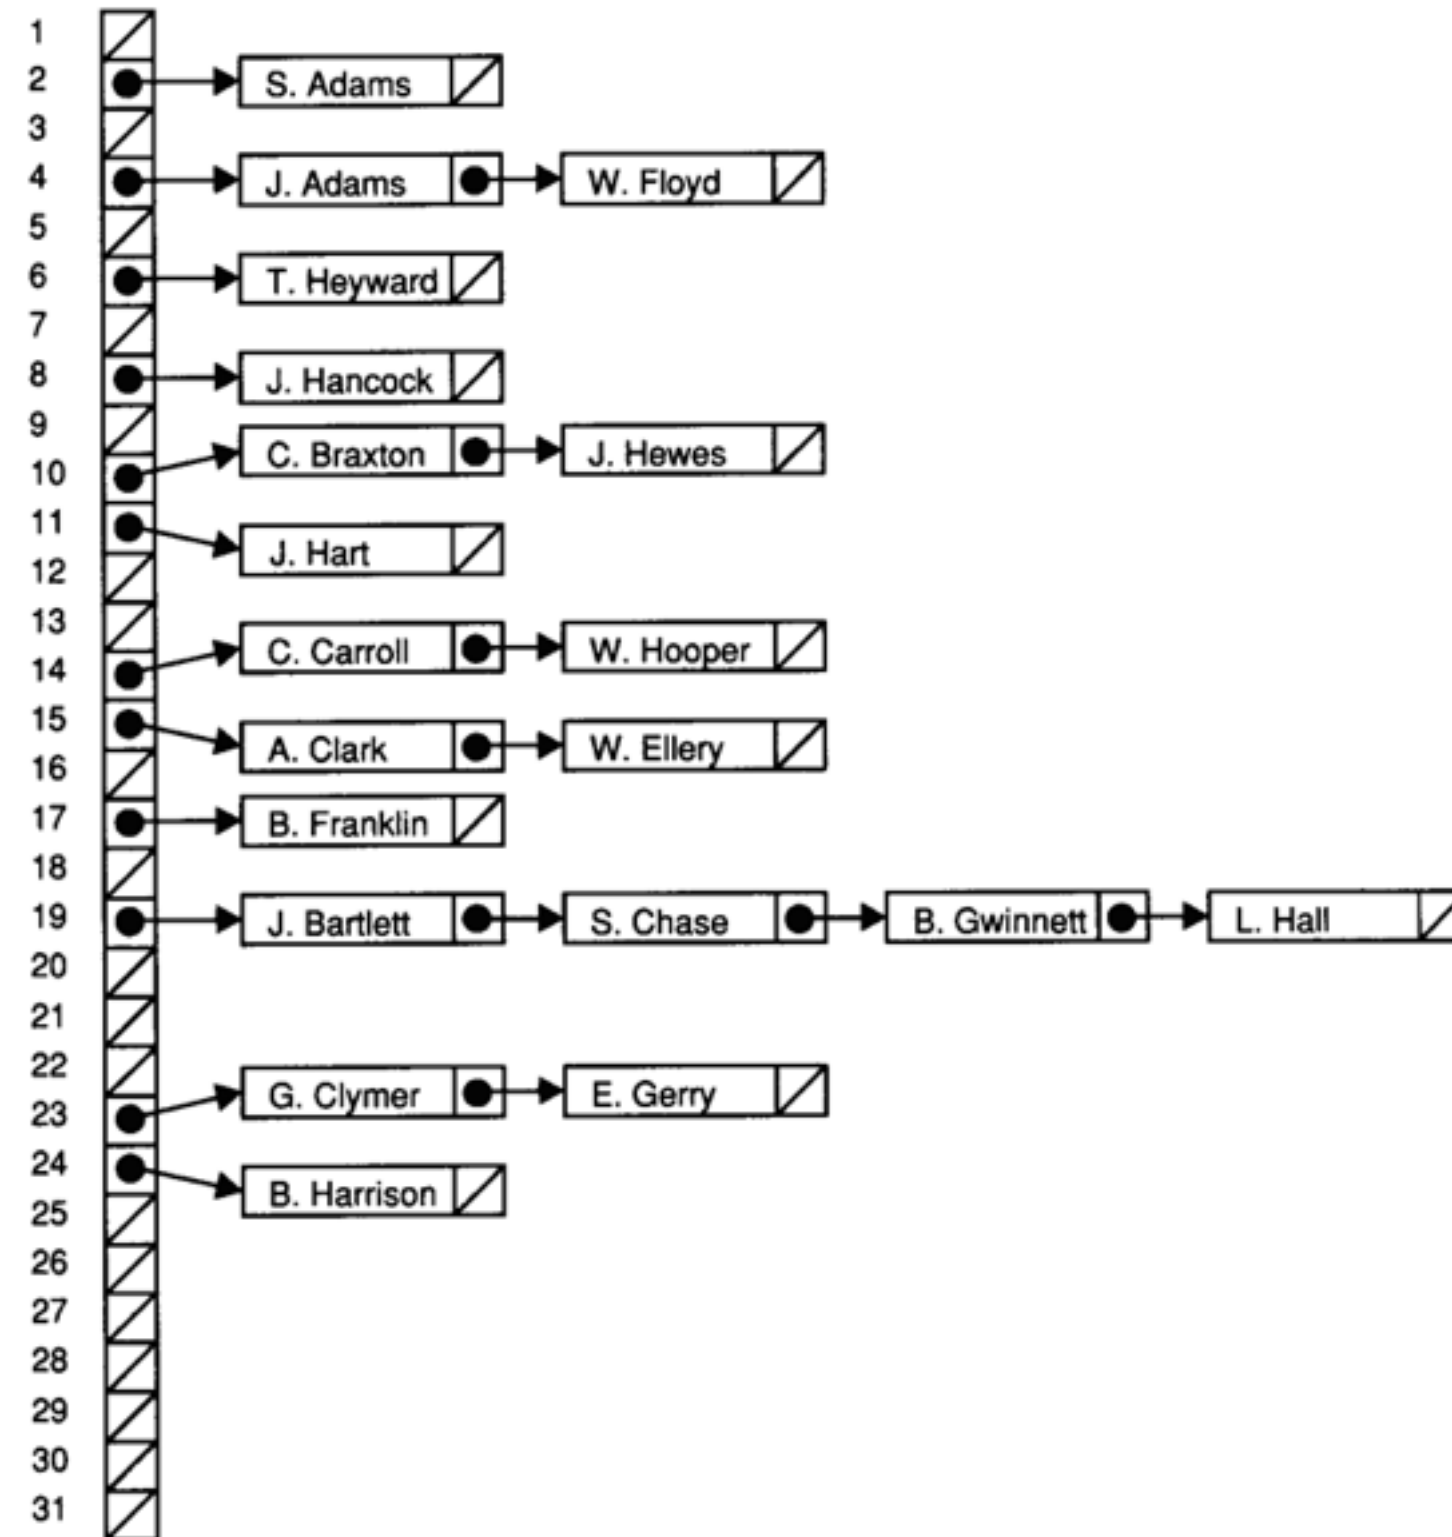 1
2 S. Adams
3
4 J. Adams W. Floyd
5
6 T. Heyward
7
8 J. Hancock
9
10 C. Braxton J. Hewes
11 J. Hart
12
13
14 C. Carroll W. Hooper
15 A. Clark W. Ellery
16
17 B. Franklin
18
19 J. Bartlett S. Chase B. Gwinnett L. Hall
20
21
22
23 G. Clymer E. Gerry
24 B. Harrison
25
26
27
28
29
30
31